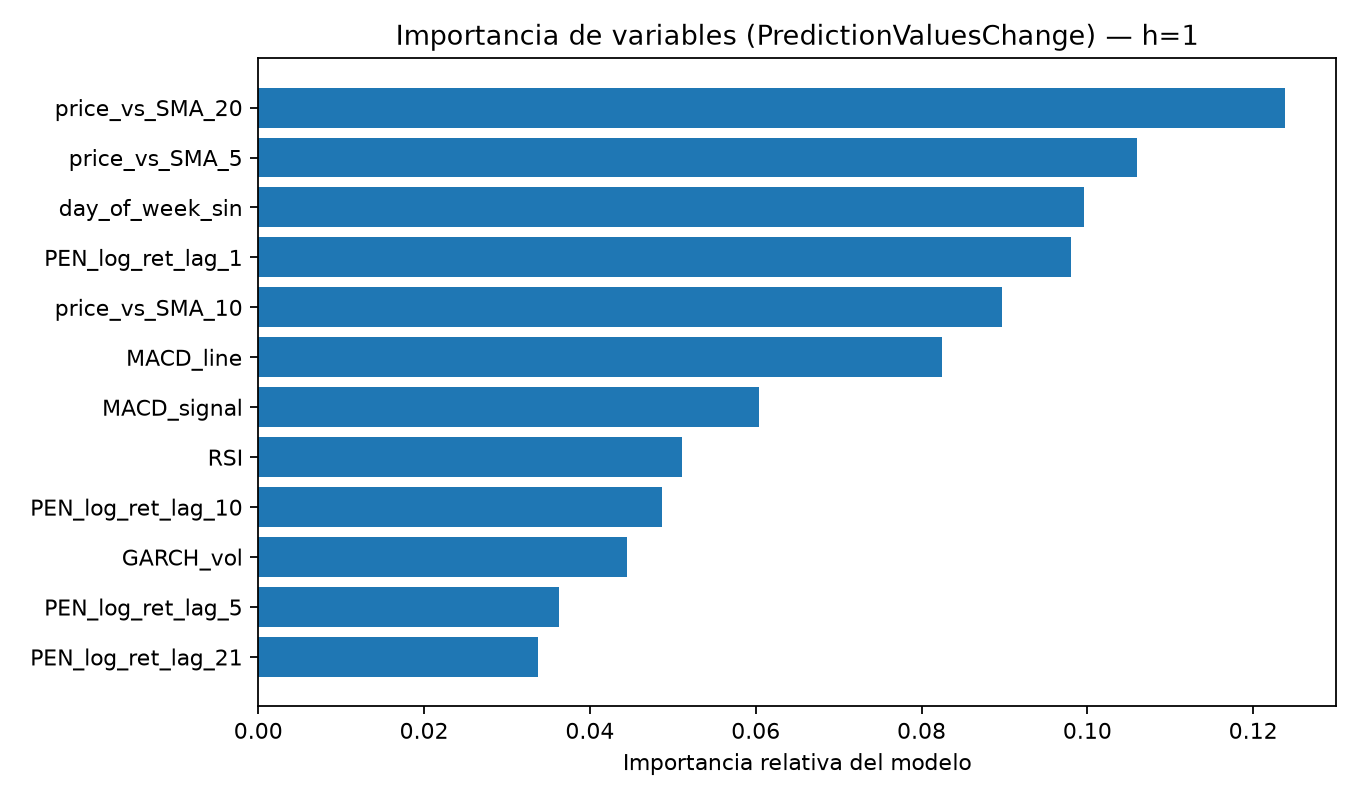 Importancia de variables (PredictionValuesChange) — h=1
price_vs_SMA_20
price_vs_SMA_5
day_of_week_sin
PEN_log_ret_lag_1
price_vs_SMA_10
MACD_line
MACD_signal
RSI
PEN_log_ret_lag_10
GARCH_vol
PEN_log_ret_lag_5
PEN_log_ret_lag_21
0.00 0.02 0.04 0.06 0.08 0.10 0.12
Importancia relativa del modelo